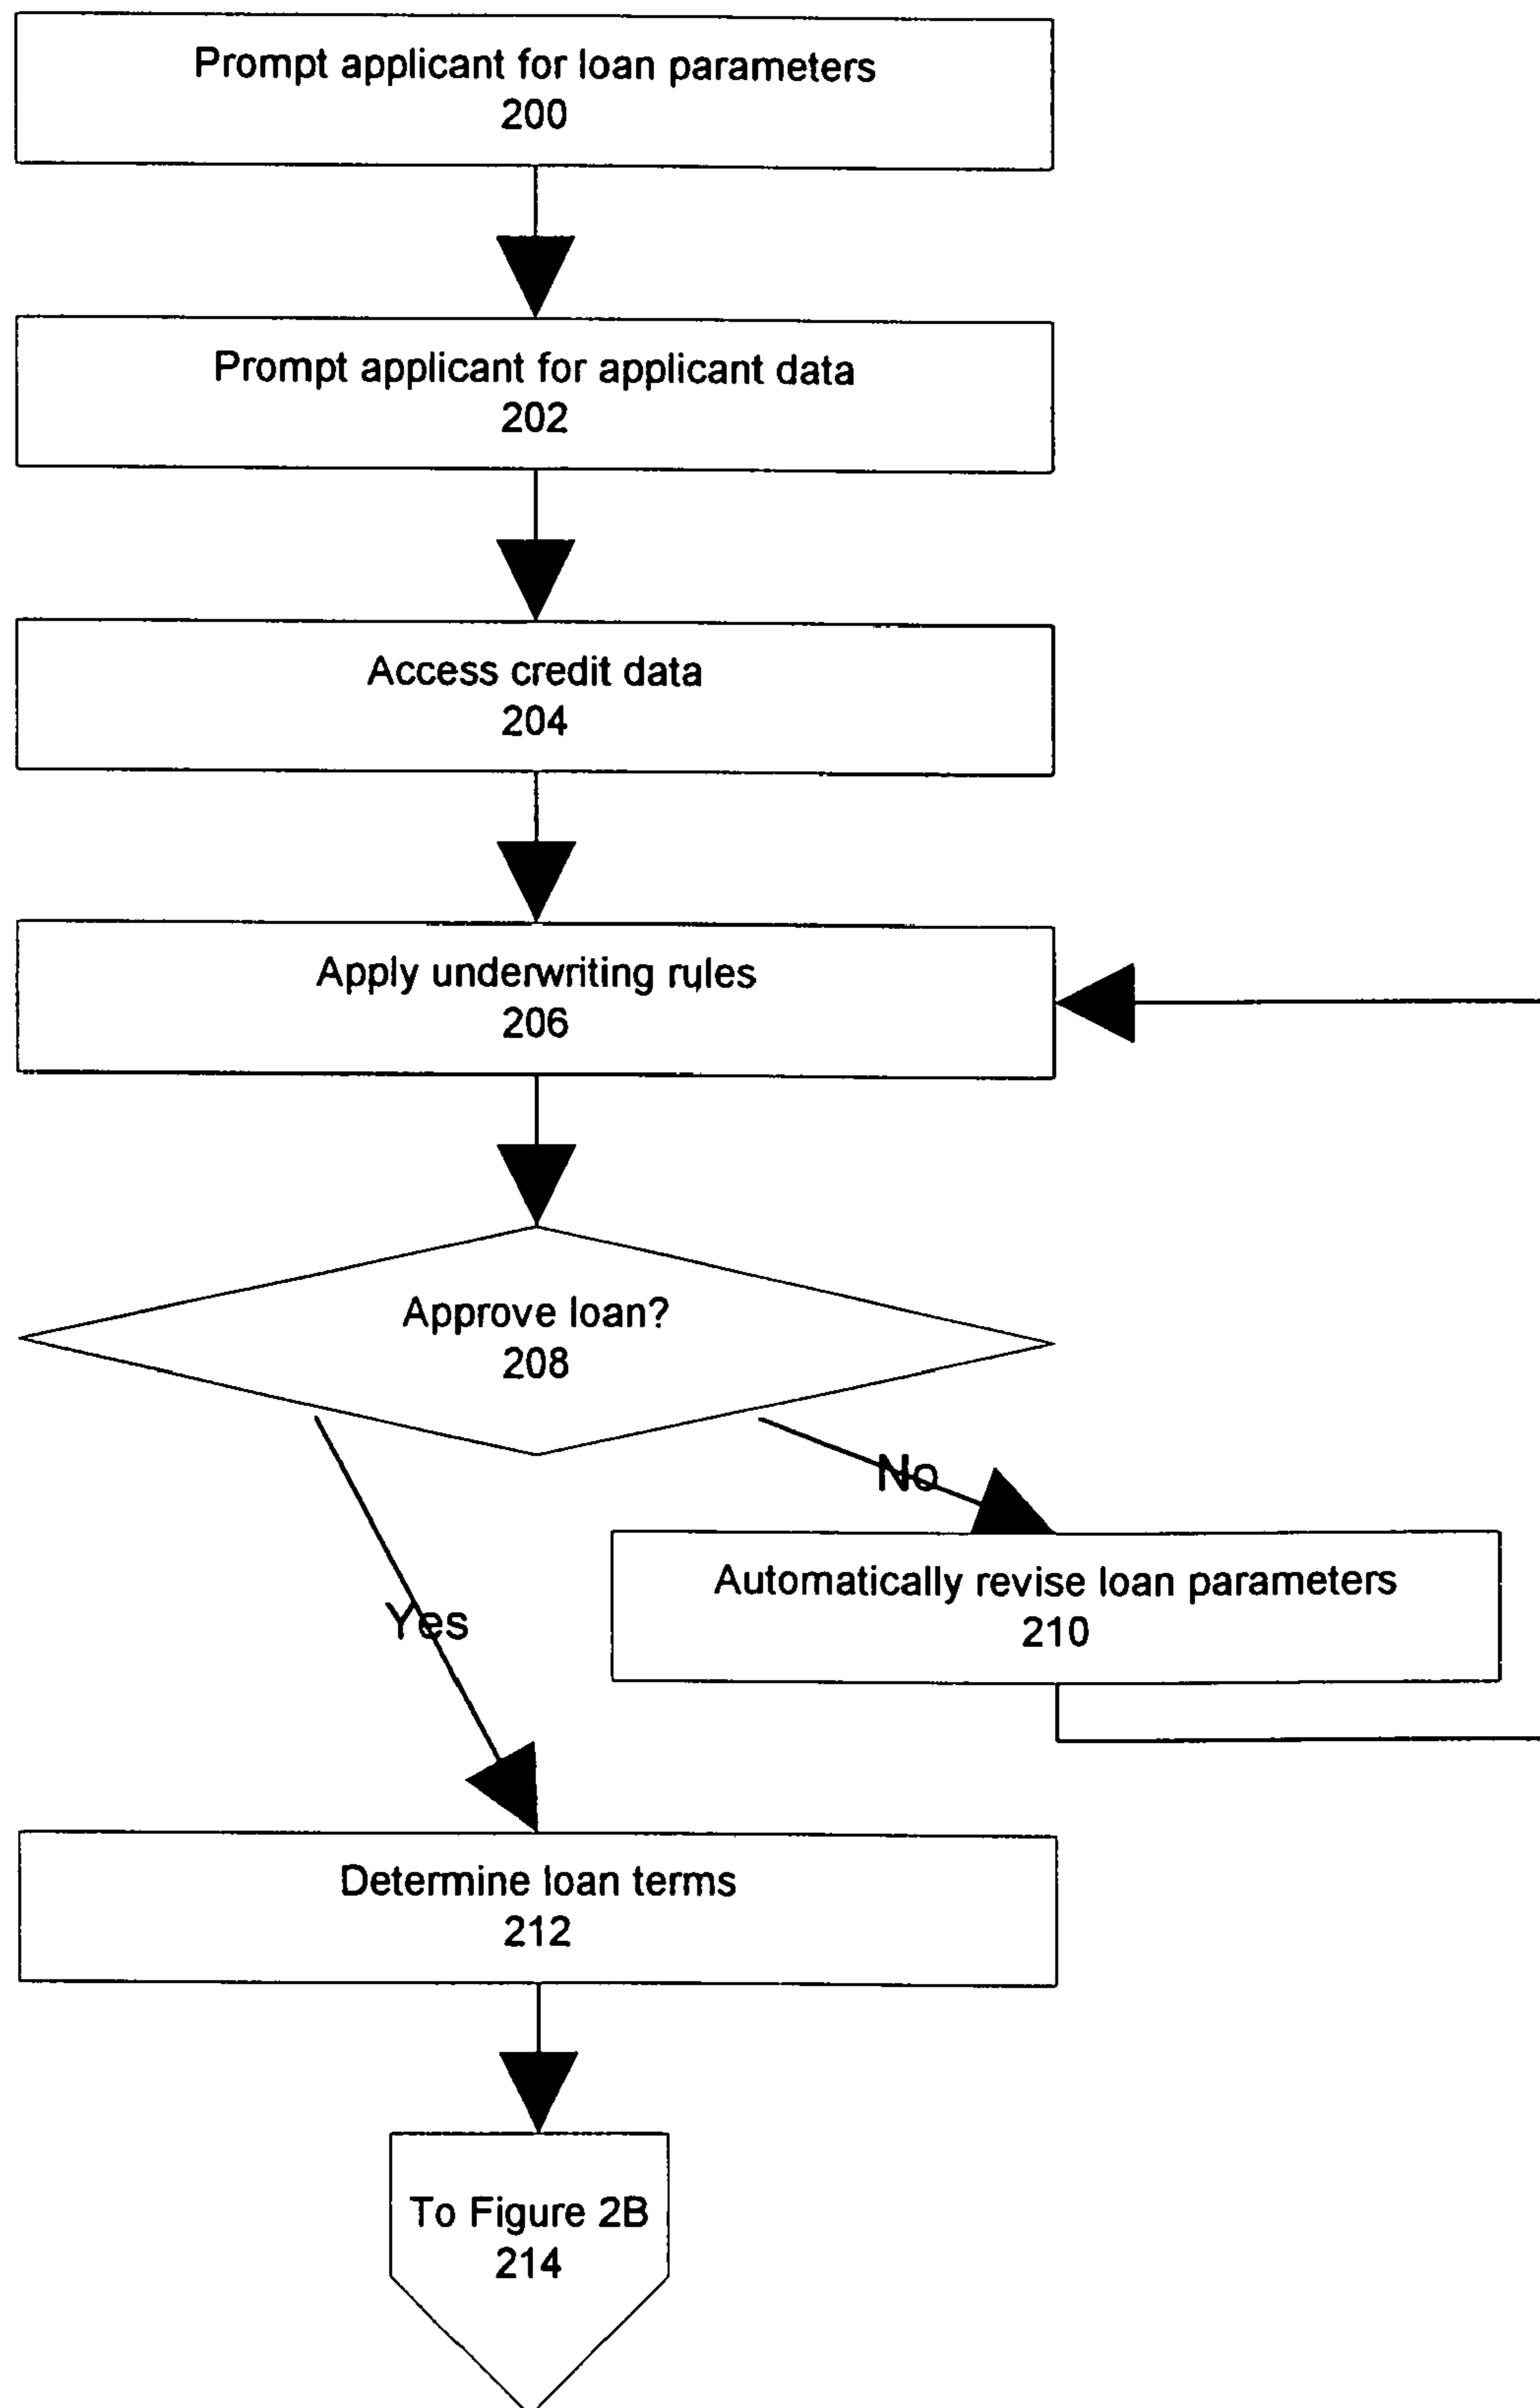 Prompt applicant for loan parameters
200
Prompt applicant for applicant data
202
Access credit data
204
Apply underwriting rules
206
Approve loan?
208
No
Automatically revise loan parameters
210
Yes
Determine loan terms
212
To Figure 2B
214